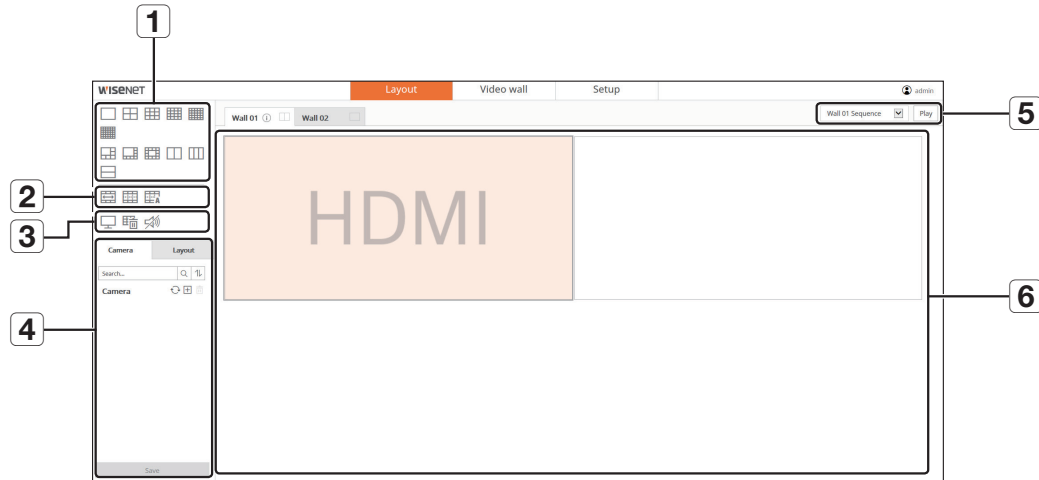 1
WISENET
Layout
Video wall
Setup
admin
Wall 01
Wall 02
Wall 01 Sequence
Play
5
HDMI
2
A
3
Camera
Layout
Search...
Camera
6
4
Save